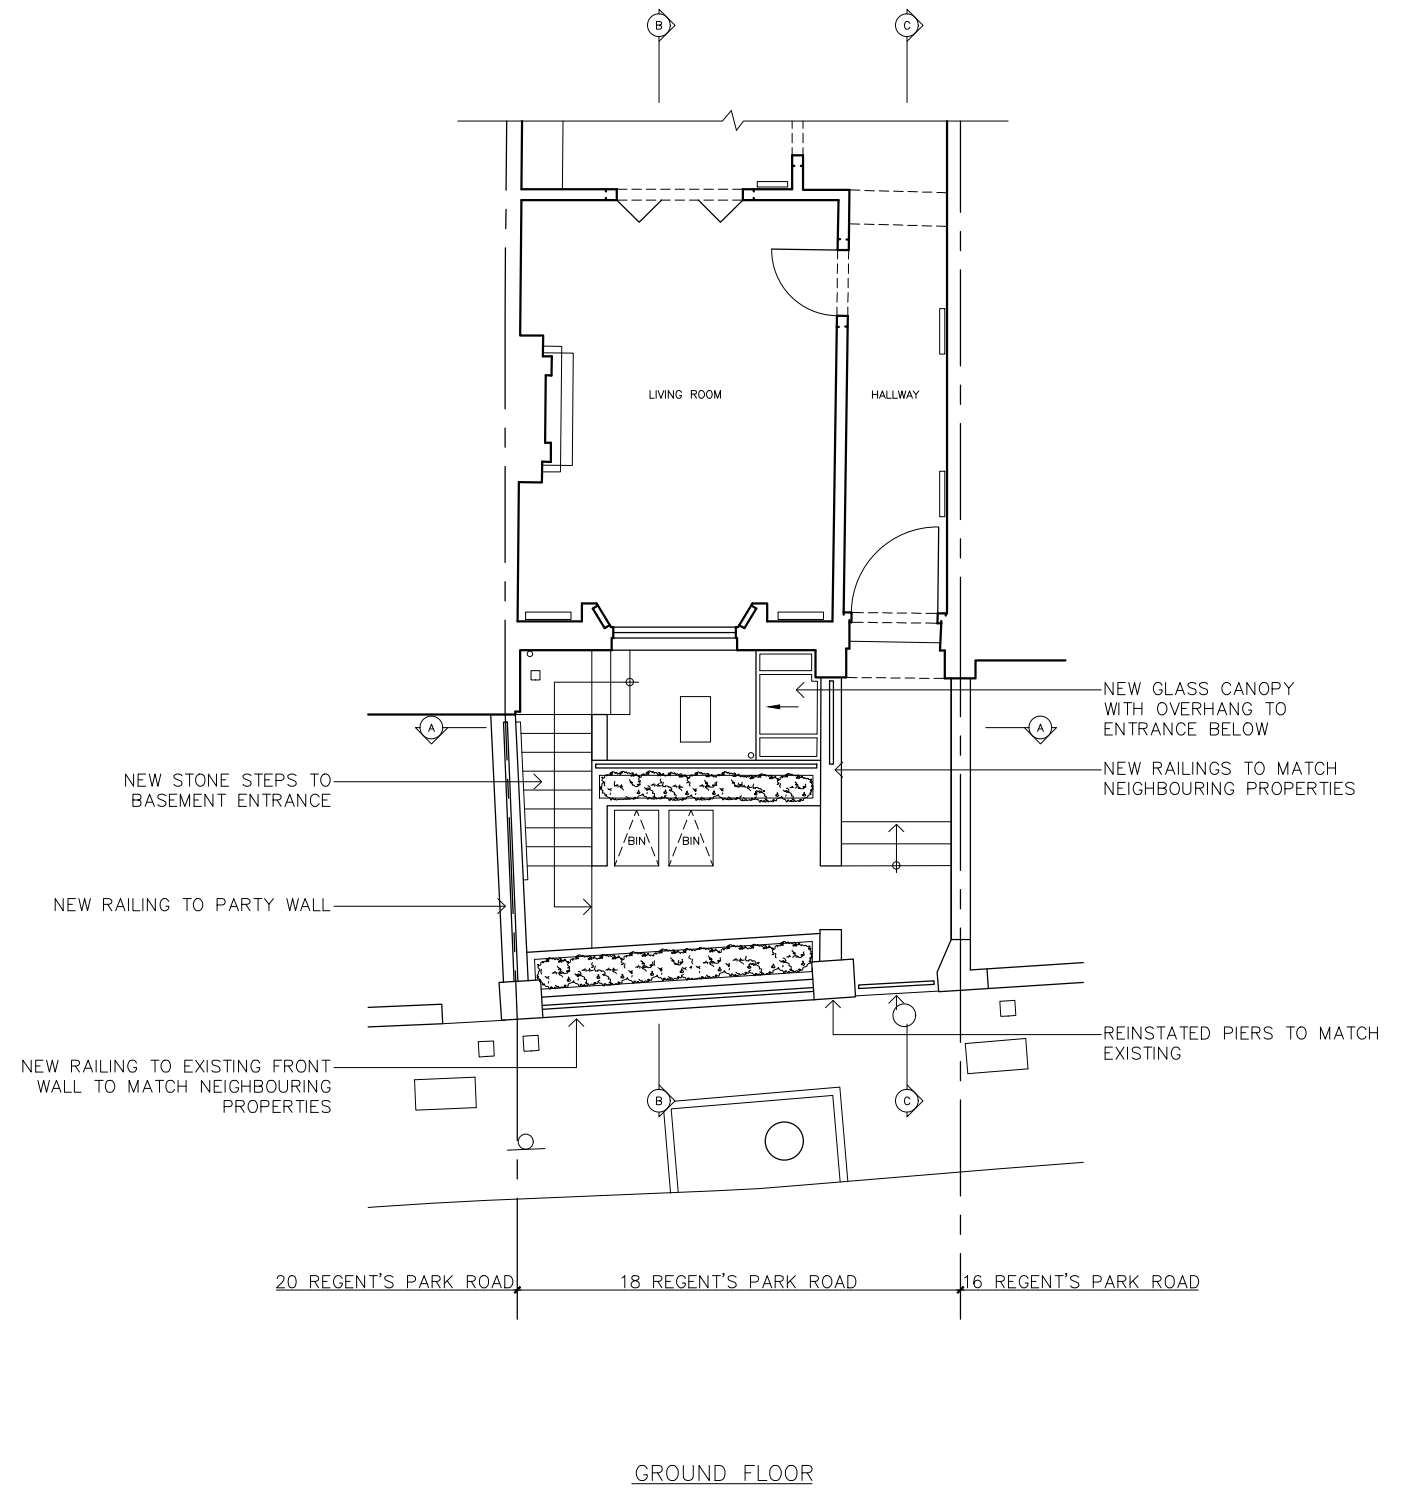 B
C
LIVING ROOM
HALLWAY
NEW GLASS CANOPY
WITH OVERHANG TO
ENTRANCE BELOW
A
A
NEW RAILINGS TO MATCH
NEIGHBOURING PROPERTIES
NEW STONE STEPS TO
BASEMENT ENTRANCE
BIN
BIN
NEW RAILING TO PARTY WALL
REINSTATED PIERS TO MATCH
EXISTING
NEW RAILING TO EXISTING FRONT
WALL TO MATCH NEIGHBOURING
PROPERTIES
B
C
20 REGENT'S PARK ROAD
18 REGENT'S PARK ROAD
16 REGENT'S PARK ROAD
GROUND FLOOR